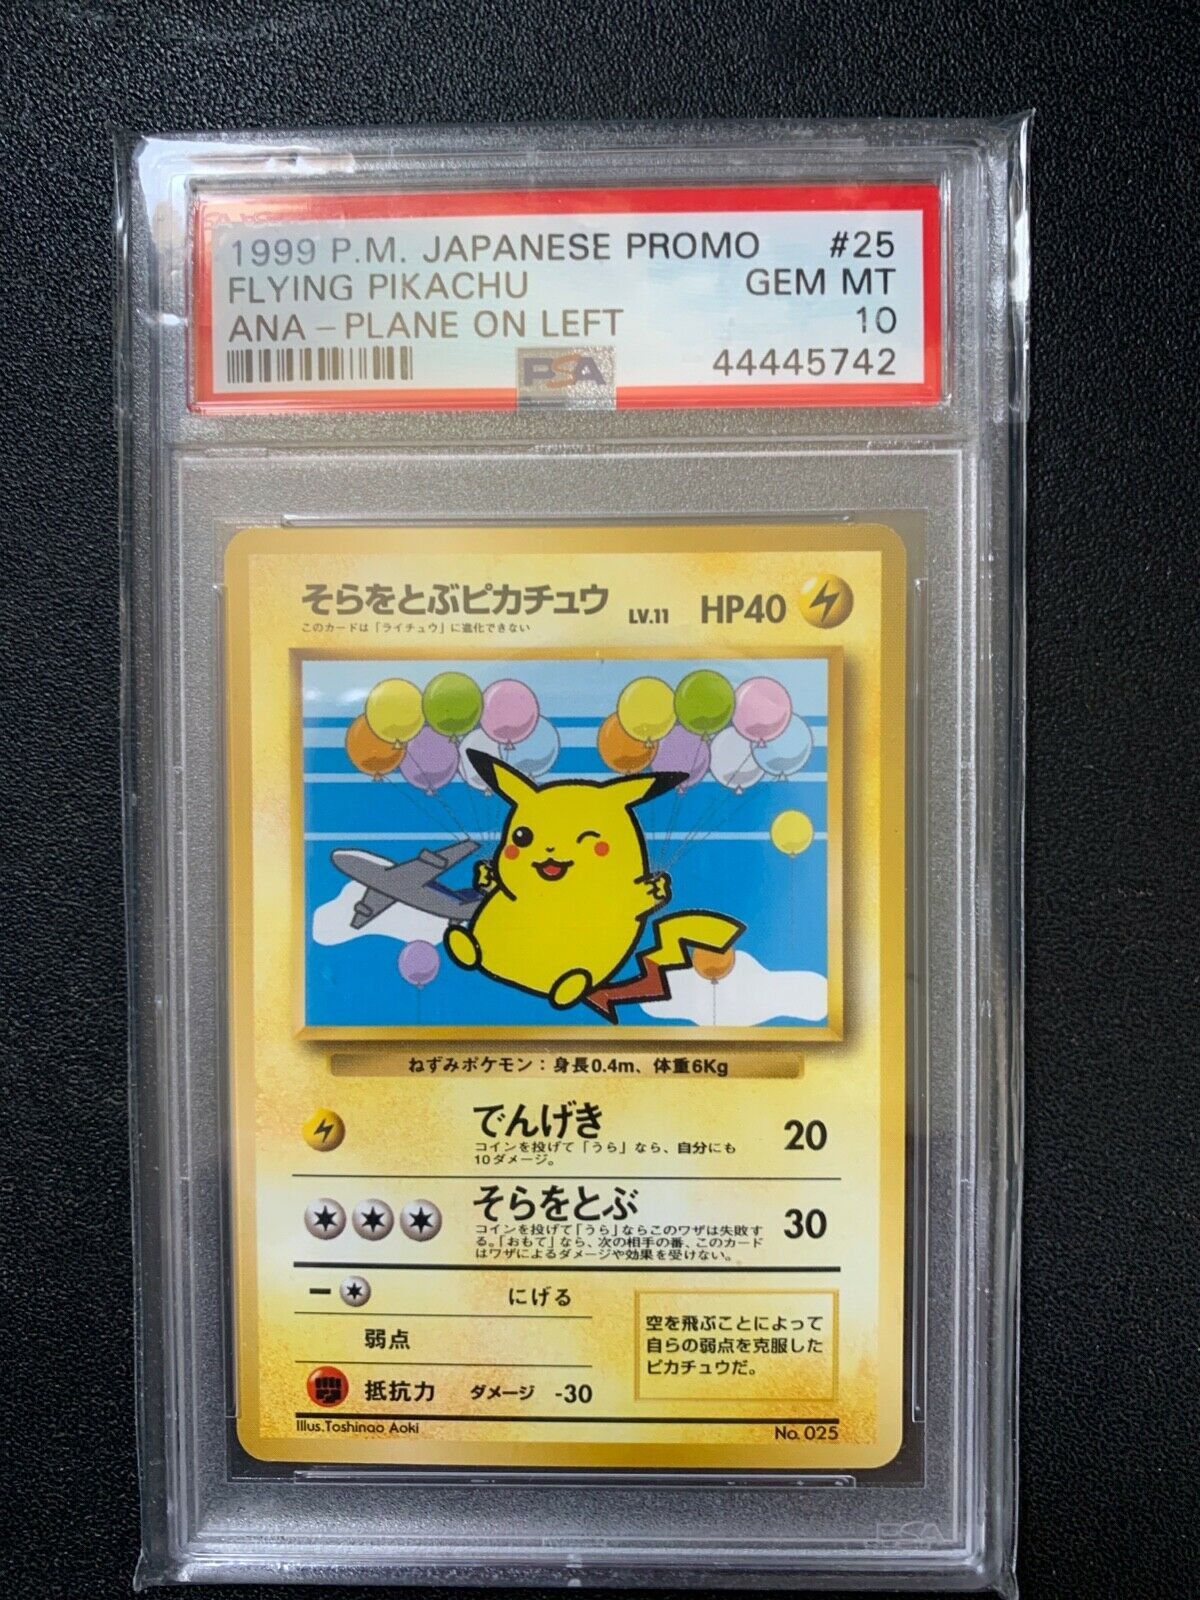 1999 P.M. JAPANESE PROMO #25
FLYING PIKACHU GEM MT
ANA – PLANE ON LEFT 10
44445742
PSA
そらをとぶピカチュウ LV.11 HP40
このカードは「ライチュウ」に進化できない
ねずみポケモン：身長0.4m、体重6Kg
でんげき 20
コインを投げて「うら」なら、自分にも
10ダメージ。
そらをとぶ 30
コインを投げて「うら」ならこのワザは失敗す
る。「おもて」なら、次の相手の番、このカード
はワザによるダメージや効果を受けない。
にげる
弱点
抵抗力 ダメージ -30
空を飛ぶことによって
自らの弱点を克服した
ピカチュウだ。
Illus.Toshinao Aoki
No. 025
PSA